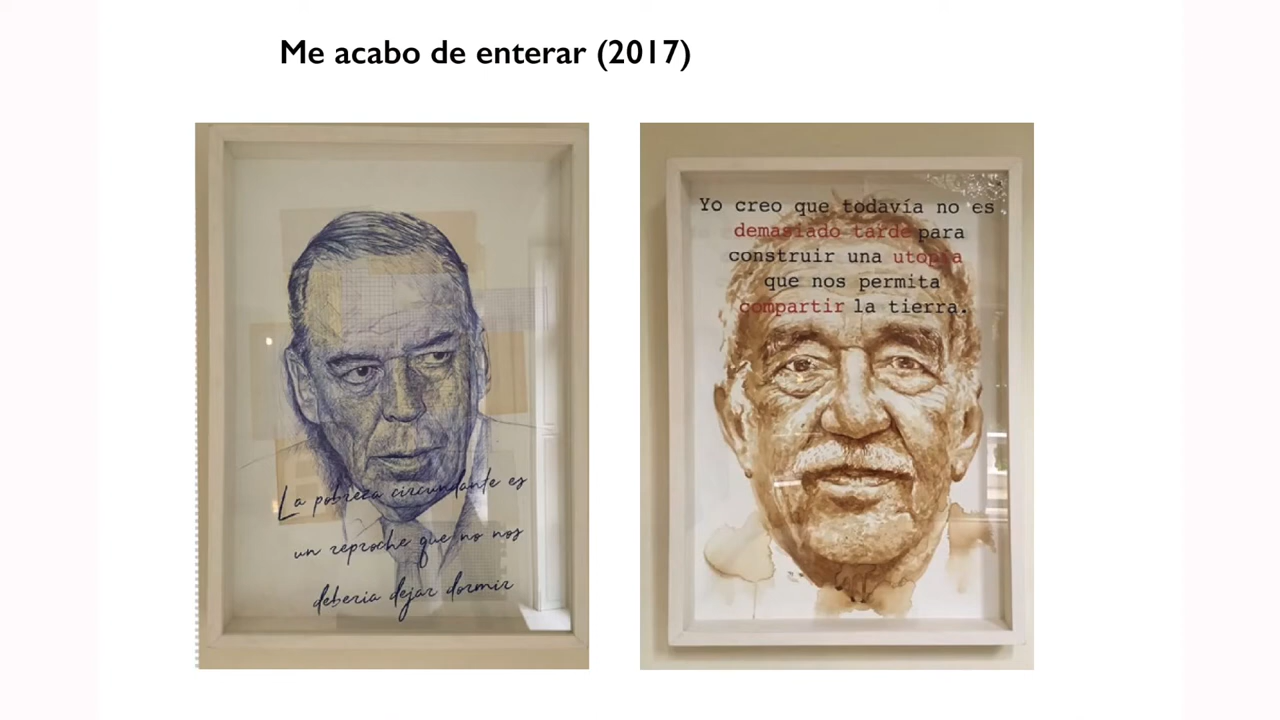 Me acabo de enterar (2017)
La pobreza circundante es
un reproche que no nos
deberia dejar dormir
Yo creo que todavía no es
demasiado tarde para
construir una utopía
que nos permita
compartir la tierra.